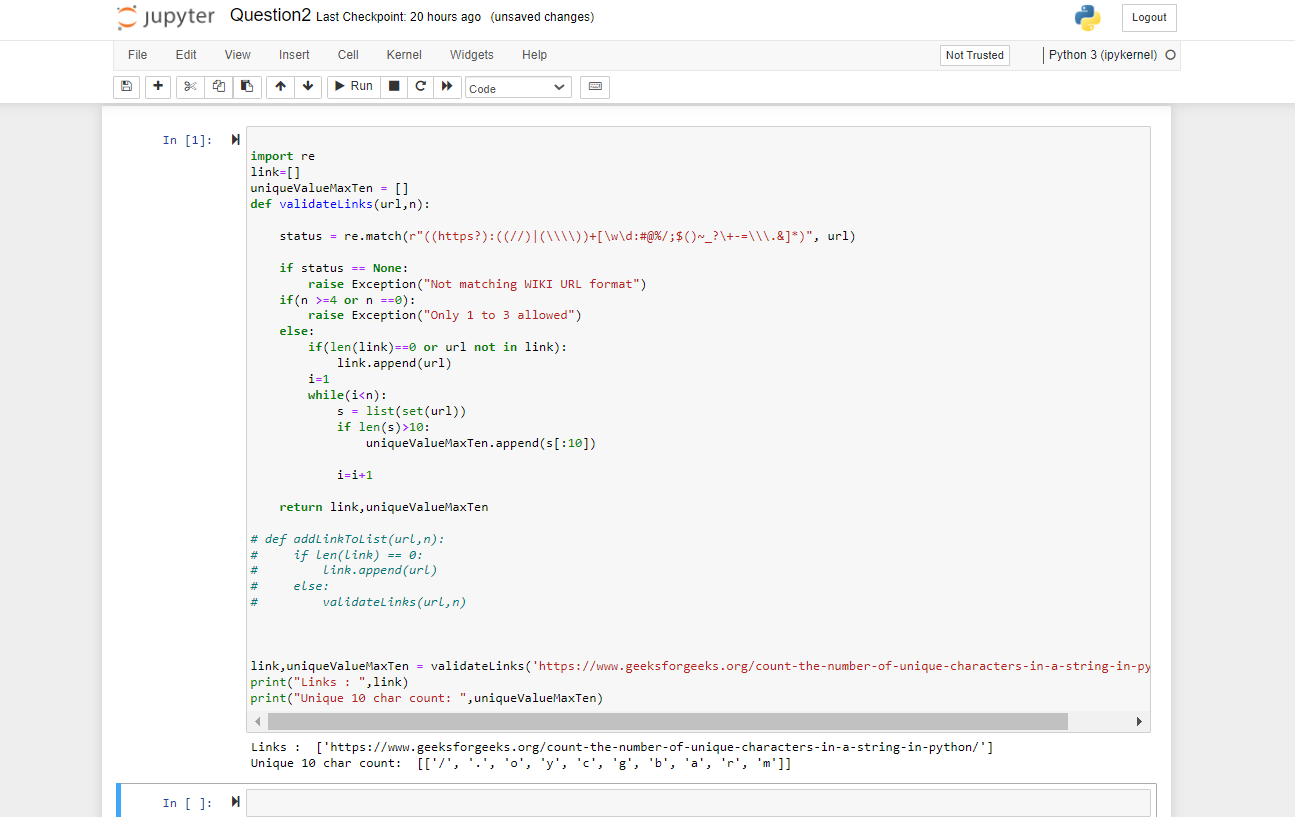 jupyter Question2 Last Checkpoint: 20 hours ago (unsaved changes) Logout
File Edit View Insert Cell Kernel Widgets Help Not Trusted Python 3 (ipykernel)
Run Code
In [1]:
import re
link=[]
uniqueValueMaxTen = []
def validateLinks(url,n):
    status = re.match(r"((https?):((//)|(\\\\))+[\w\d:#@%/;$()~_?\+-=\\\.&]*)", url)
    if status == None:
        raise Exception("Not matching WIKI URL format")
    if(n >=4 or n ==0):
        raise Exception("Only 1 to 3 allowed")
    else:
        if(len(link)==0 or url not in link):
            link.append(url)
        i=1
        while(i<n):
            s = list(set(url))
            if len(s)>10:
                uniqueValueMaxTen.append(s[:10])
            i=i+1
    return link,uniqueValueMaxTen
# def addLinkToList(url,n):
#     if len(link) == 0:
#         link.append(url)
#     else:
#         validateLinks(url,n)
link,uniqueValueMaxTen = validateLinks('https://www.geeksforgeeks.org/count-the-number-of-unique-characters-in-a-string-in-py
print("Links : ",link)
print("Unique 10 char count: ",uniqueValueMaxTen)
Links :  ['https://www.geeksforgeeks.org/count-the-number-of-unique-characters-in-a-string-in-python/']
Unique 10 char count:  [['/', '.', 'o', 'y', 'c', 'g', 'b', 'a', 'r', 'm']]
In [ ]: